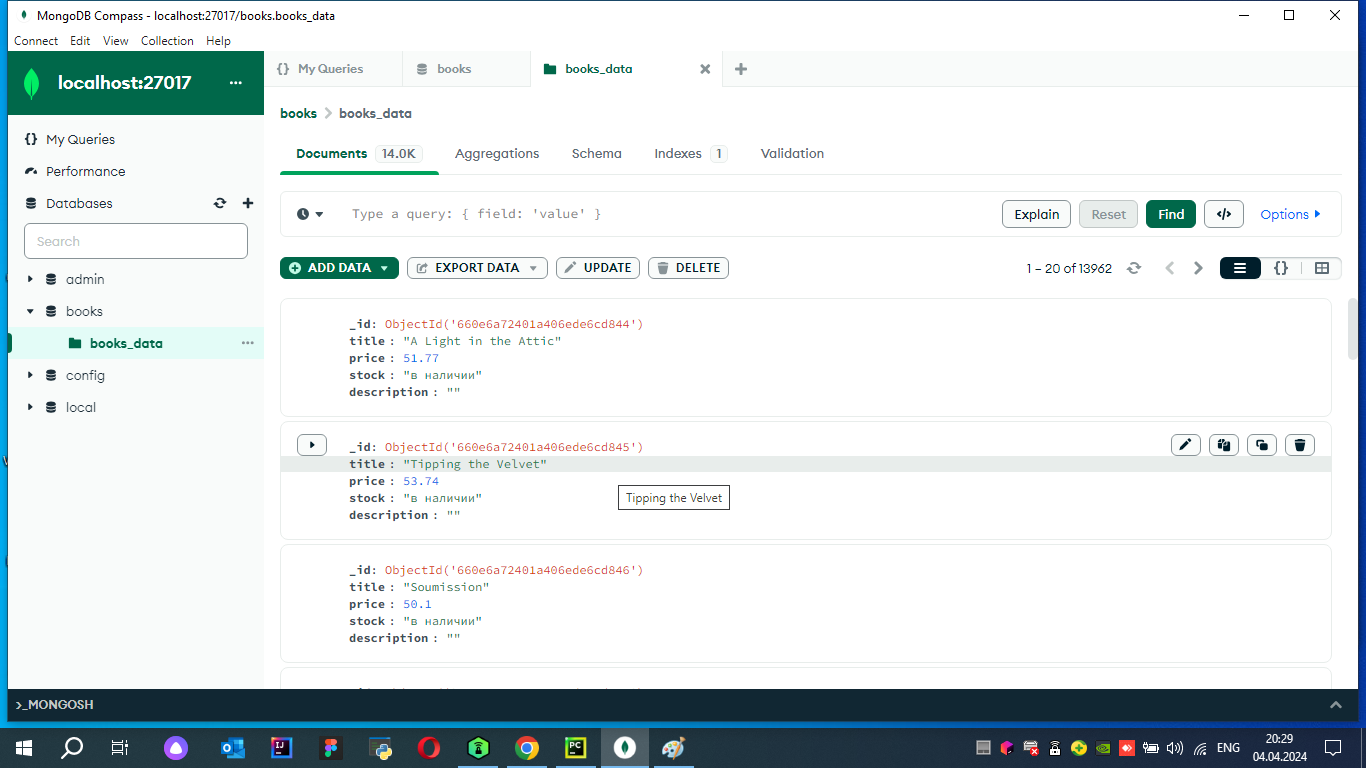 MongoDB Compass - localhost:27017/books.books_data
Connect Edit View Collection Help
localhost:27017 ...
My Queries
Performance
Databases
Search
admin
books
books_data ...
config
local
{} My Queries
books
books_data
books > books_data
Documents 14.0K Aggregations Schema Indexes 1 Validation
Type a query: { field: 'value' }
Explain Reset Find </> Options
ADD DATA EXPORT DATA UPDATE DELETE
1 – 20 of 13962 {}
_id: ObjectId('660e6a72401a406ede6cd844')
title : "A Light in the Attic"
price : 51.77
stock : "в наличии"
description : ""
_id: ObjectId('660e6a72401a406ede6cd845')
title : "Tipping the Velvet"
price : 53.74
stock : "в наличии"
Tipping the Velvet
description : ""
_id: ObjectId('660e6a72401a406ede6cd846')
title : "Soumission"
price : 50.1
stock : "в наличии"
description : ""
>_MONGOSH
IJ
PC
ENG
20:29
04.04.2024